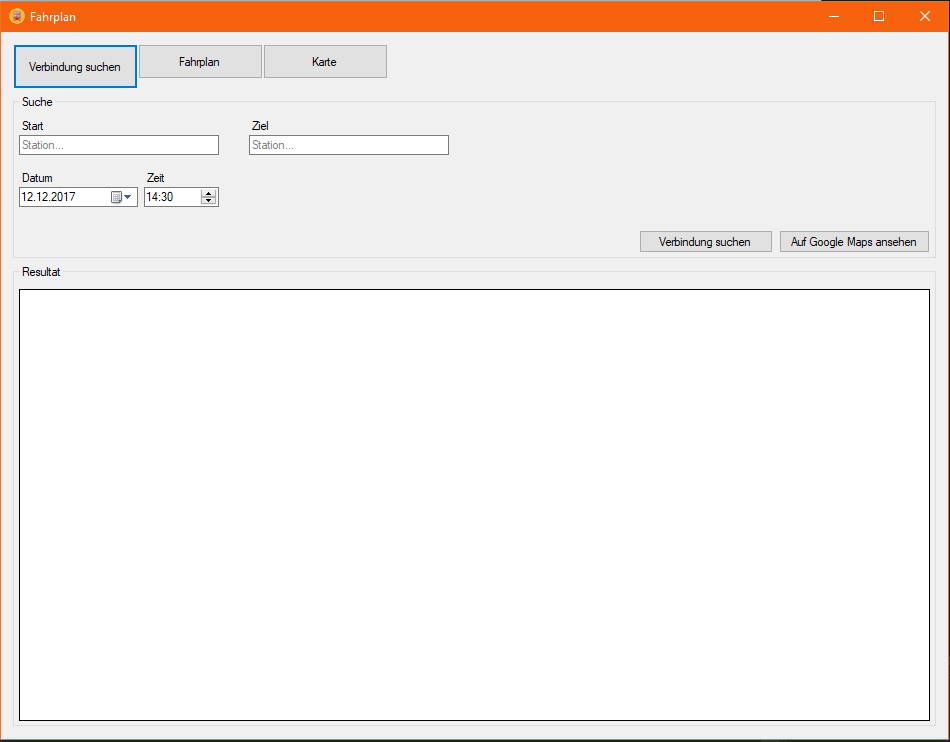 Fahrplan
Verbindung suchen
Fahrplan
Karte
Suche
Start
Ziel
Station...
Station...
Datum
Zeit
12.12.2017
14:30
Verbindung suchen
Auf Google Maps ansehen
Resultat